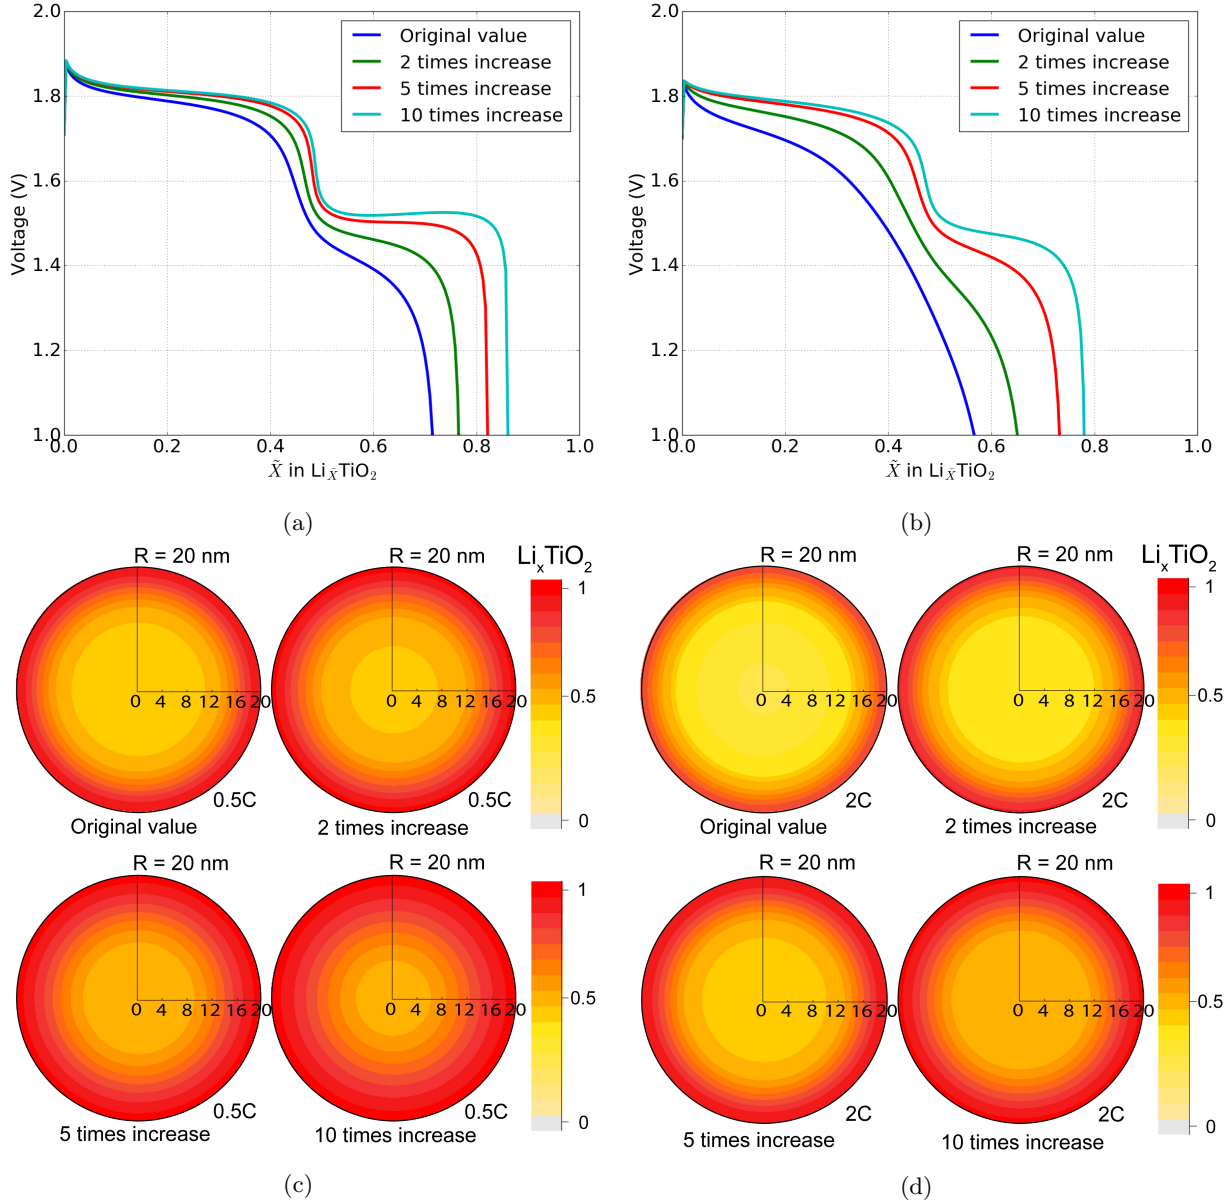 2.0
1.8
1.6
1.4
1.2
1.0
Voltage (V)
Original value
2 times increase
5 times increase
10 times increase
0.0 0.2 0.4 0.6 0.8 1.0
X̃ in Li_X̃TiO₂
(a)
2.0
1.8
1.6
1.4
1.2
1.0
Voltage (V)
Original value
2 times increase
5 times increase
10 times increase
0.0 0.2 0.4 0.6 0.8 1.0
X̃ in Li_X̃TiO₂
(b)
R = 20 nm
0 4 8 12 16 20
0.5C
Original value
R = 20 nm
0 4 8 12 16 20
0.5C
2 times increase
LiₓTiO₂
1
0.5
0
R = 20 nm
0 4 8 12 16 20
0.5C
5 times increase
R = 20 nm
0 4 8 12 16 20
0.5C
10 times increase
1
0.5
0
(c)
R = 20 nm
0 4 8 12 16 20
2C
Original value
R = 20 nm
0 4 8 12 16 20
2C
2 times increase
LiₓTiO₂
1
0.5
0
R = 20 nm
0 4 8 12 16 20
2C
5 times increase
R = 20 nm
0 4 8 12 16 20
2C
10 times increase
1
0.5
0
(d)